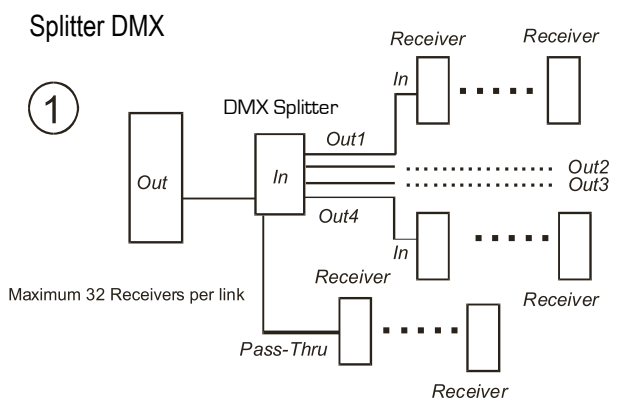 Splitter DMX
Receiver
Receiver
1
In
DMX Splitter
Out1
Out
In
Out2
Out3
Out4
In
Receiver
Maximum 32 Receivers per link
Receiver
Pass-Thru
Receiver